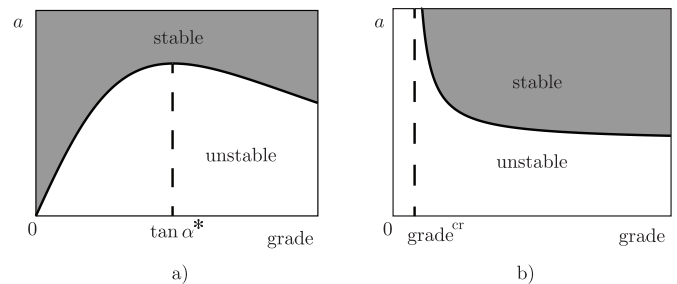 a
stable
unstable
0
tan α*
grade
a)
a
stable
unstable
0
grade^cr
grade
b)